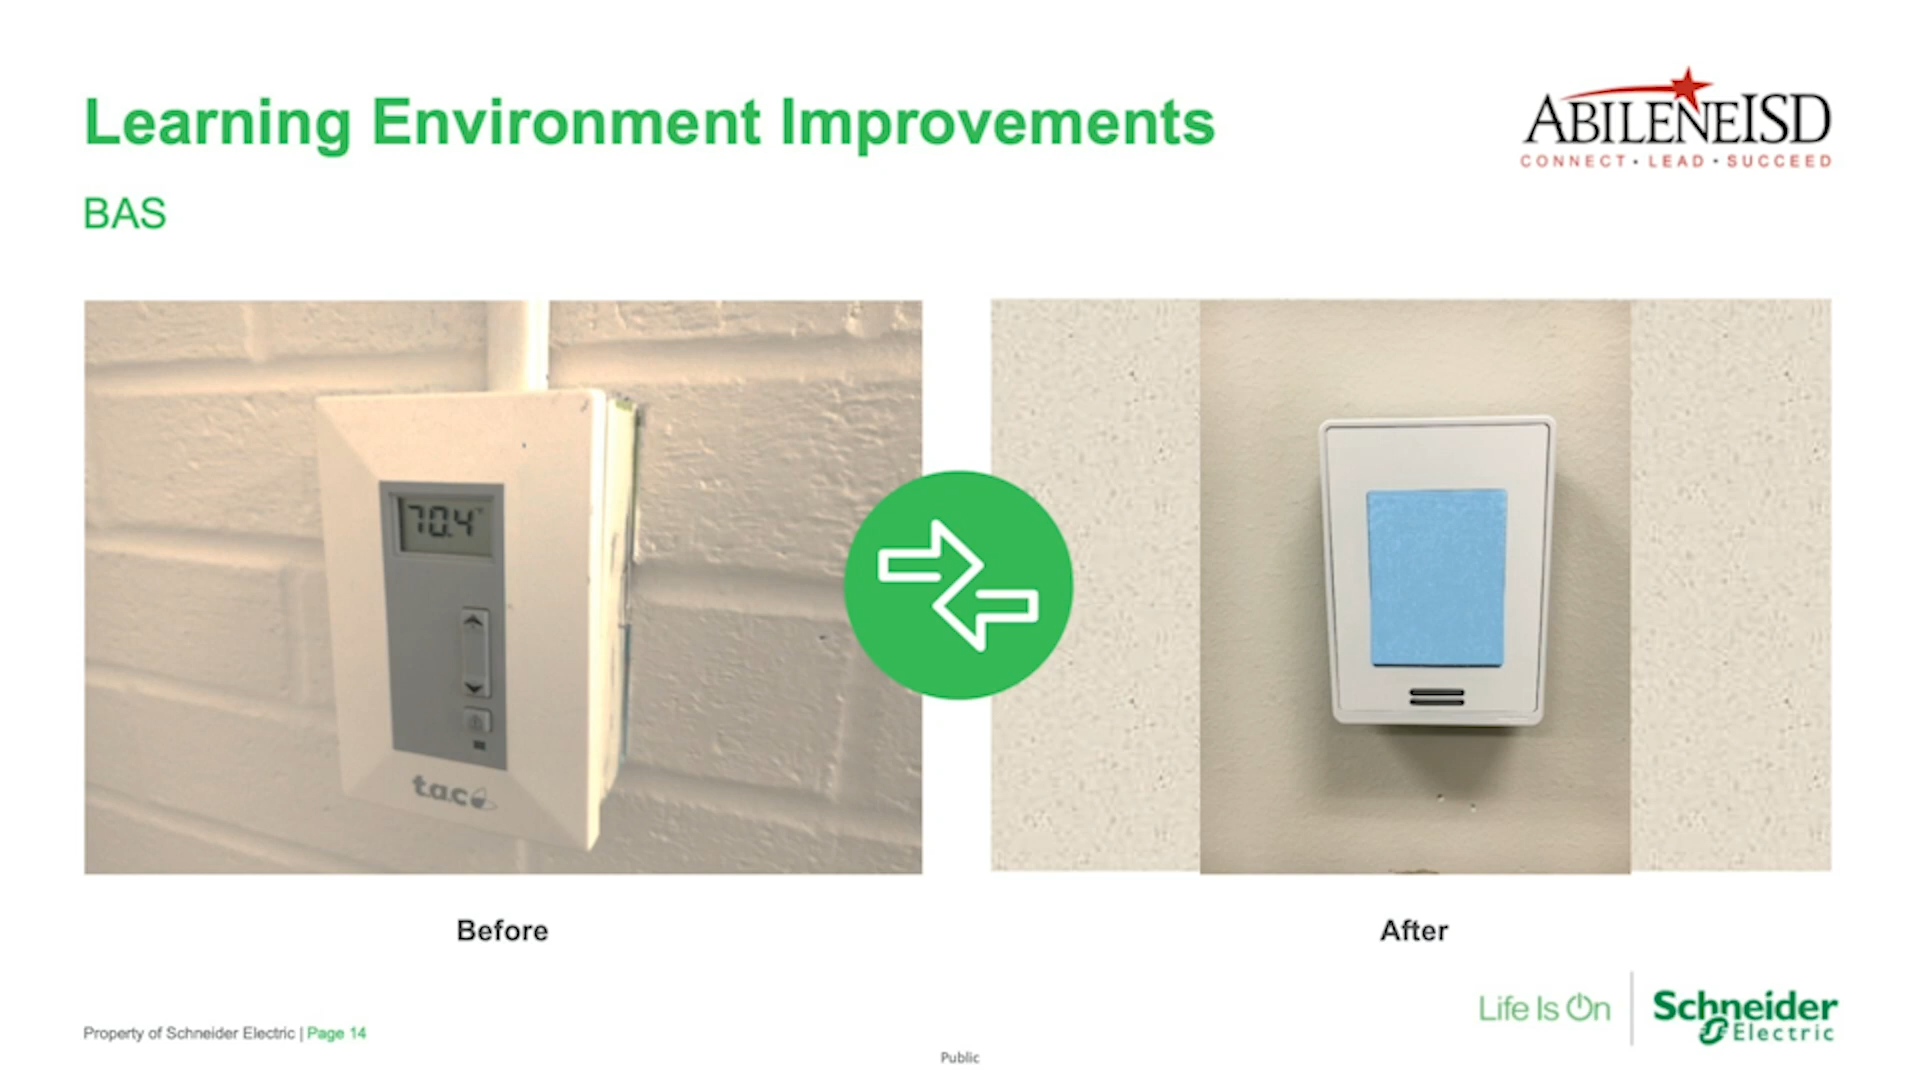 Learning Environment Improvements
ABILENEISD
CONNECT • LEAD • SUCCEED
BAS
70.4°
t.a.c
Before
After
Life Is On
Schneider
Electric
Property of Schneider Electric | Page 14
Public